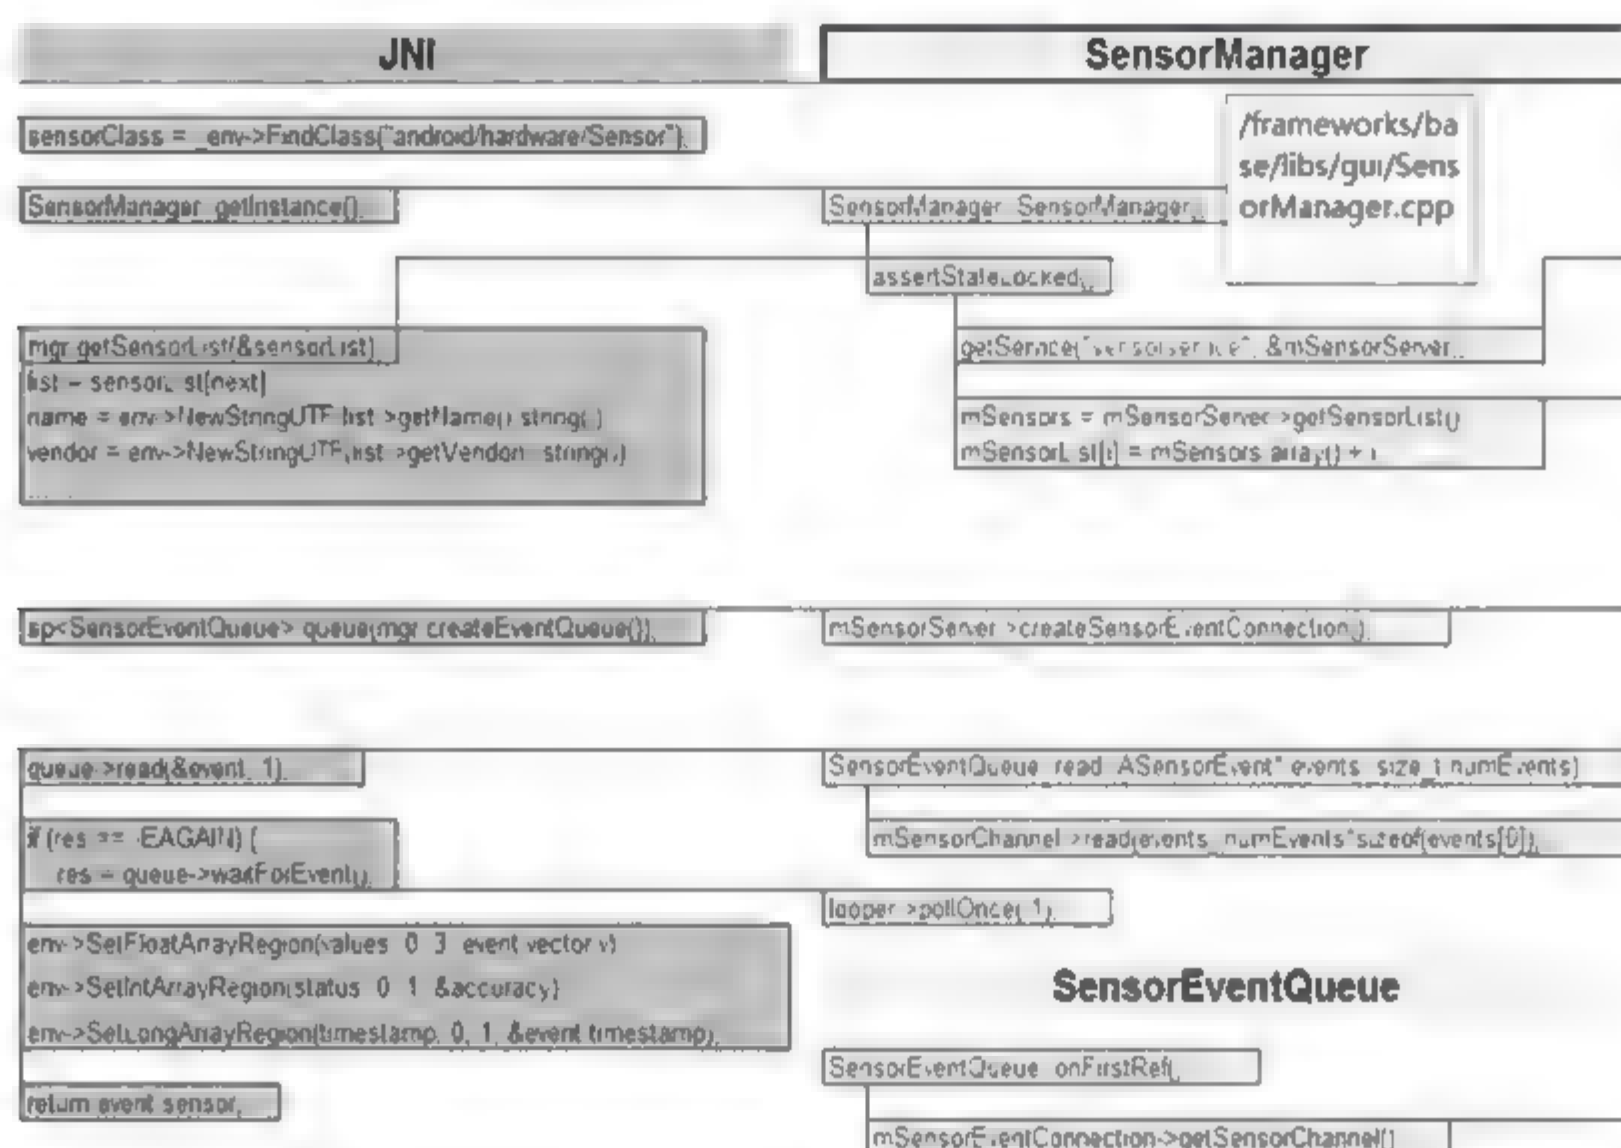 JNI
sensorClass = _env->FindClass("android/hardware/Sensor");
SensorManager getInstance();
mgr getSensorList(&sensorList)
list = sensorList[next]
name = env->NewStringUTF list->getName() string()
vendor = env->NewStringUTF(list->getVendor string())
.....
sp<SensorEventQueue> queue(mgr createEventQueue());
queue->read(&event, 1);
if (res == -EAGAIN) {
res = queue->waitForEvent();
env->SetFloatArrayRegion(values 0 3 event vector v)
env->SetIntArrayRegion(status 0 1 &accuracy)
env->SetLongArrayRegion(timestamp, 0, 1, &event timestamp);
return event sensor;
SensorManager
/frameworks/ba
se/libs/gui/Sens
orManager.cpp
SensorManager SensorManager
assertStateLocked()
getService("sensorservice", &mSensorServer
mSensors = mSensorServer->getSensorList()
mSensorList[i] = mSensors array() + i
mSensorServer->createSensorEventConnection()
SensorEventQueue read ASensorEvent* events size_t numEvents)
mSensorChannel->read(events, numEvents*sizeof(events[0]));
looper->pollOnce(-1);
SensorEventQueue
SensorEventQueue onFirstRef()
mSensorEventConnection->getSensorChannel()